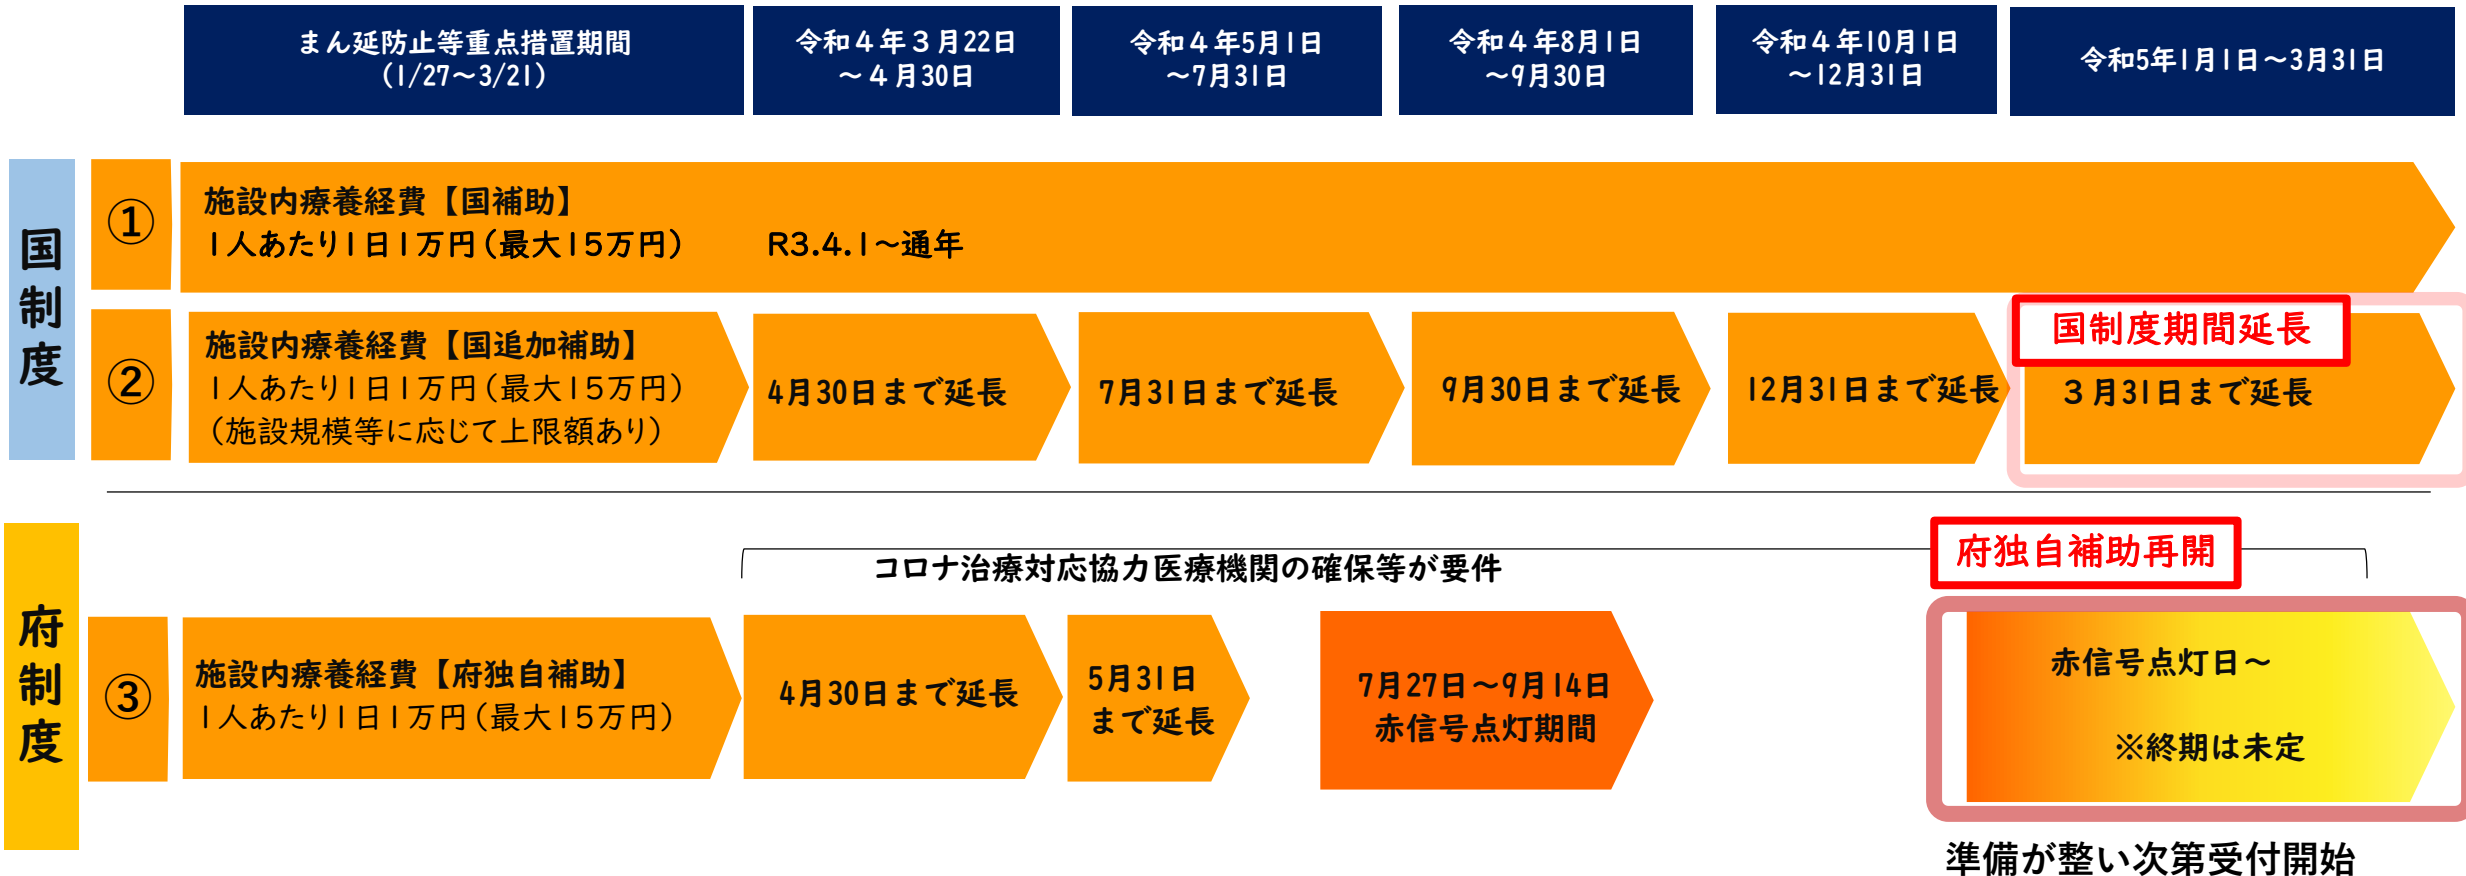 まん延防止等重点措置期間
(1/27～3/21)
令和４年３月22日
～４月30日
令和４年5月1日
～7月31日
令和４年8月1日
～9月30日
令和４年10月1日
～12月31日
令和5年1月1日～3月31日
国制度
①
施設内療養経費【国補助】
1人あたり1日1万円（最大15万円）　R3.4.1～通年
②
施設内療養経費【国追加補助】
1人あたり1日1万円（最大15万円）
（施設規模等に応じて上限額あり）
4月30日まで延長
7月31日まで延長
9月30日まで延長
12月31日まで延長
国制度期間延長
３月31日まで延長
府制度
コロナ治療対応協力医療機関の確保等が要件
府独自補助再開
③
施設内療養経費【府独自補助】
1人あたり1日1万円（最大15万円）
4月30日まで延長
5月31日
まで延長
7月27日～9月14日
赤信号点灯期間
赤信号点灯日～
※終期は未定
準備が整い次第受付開始